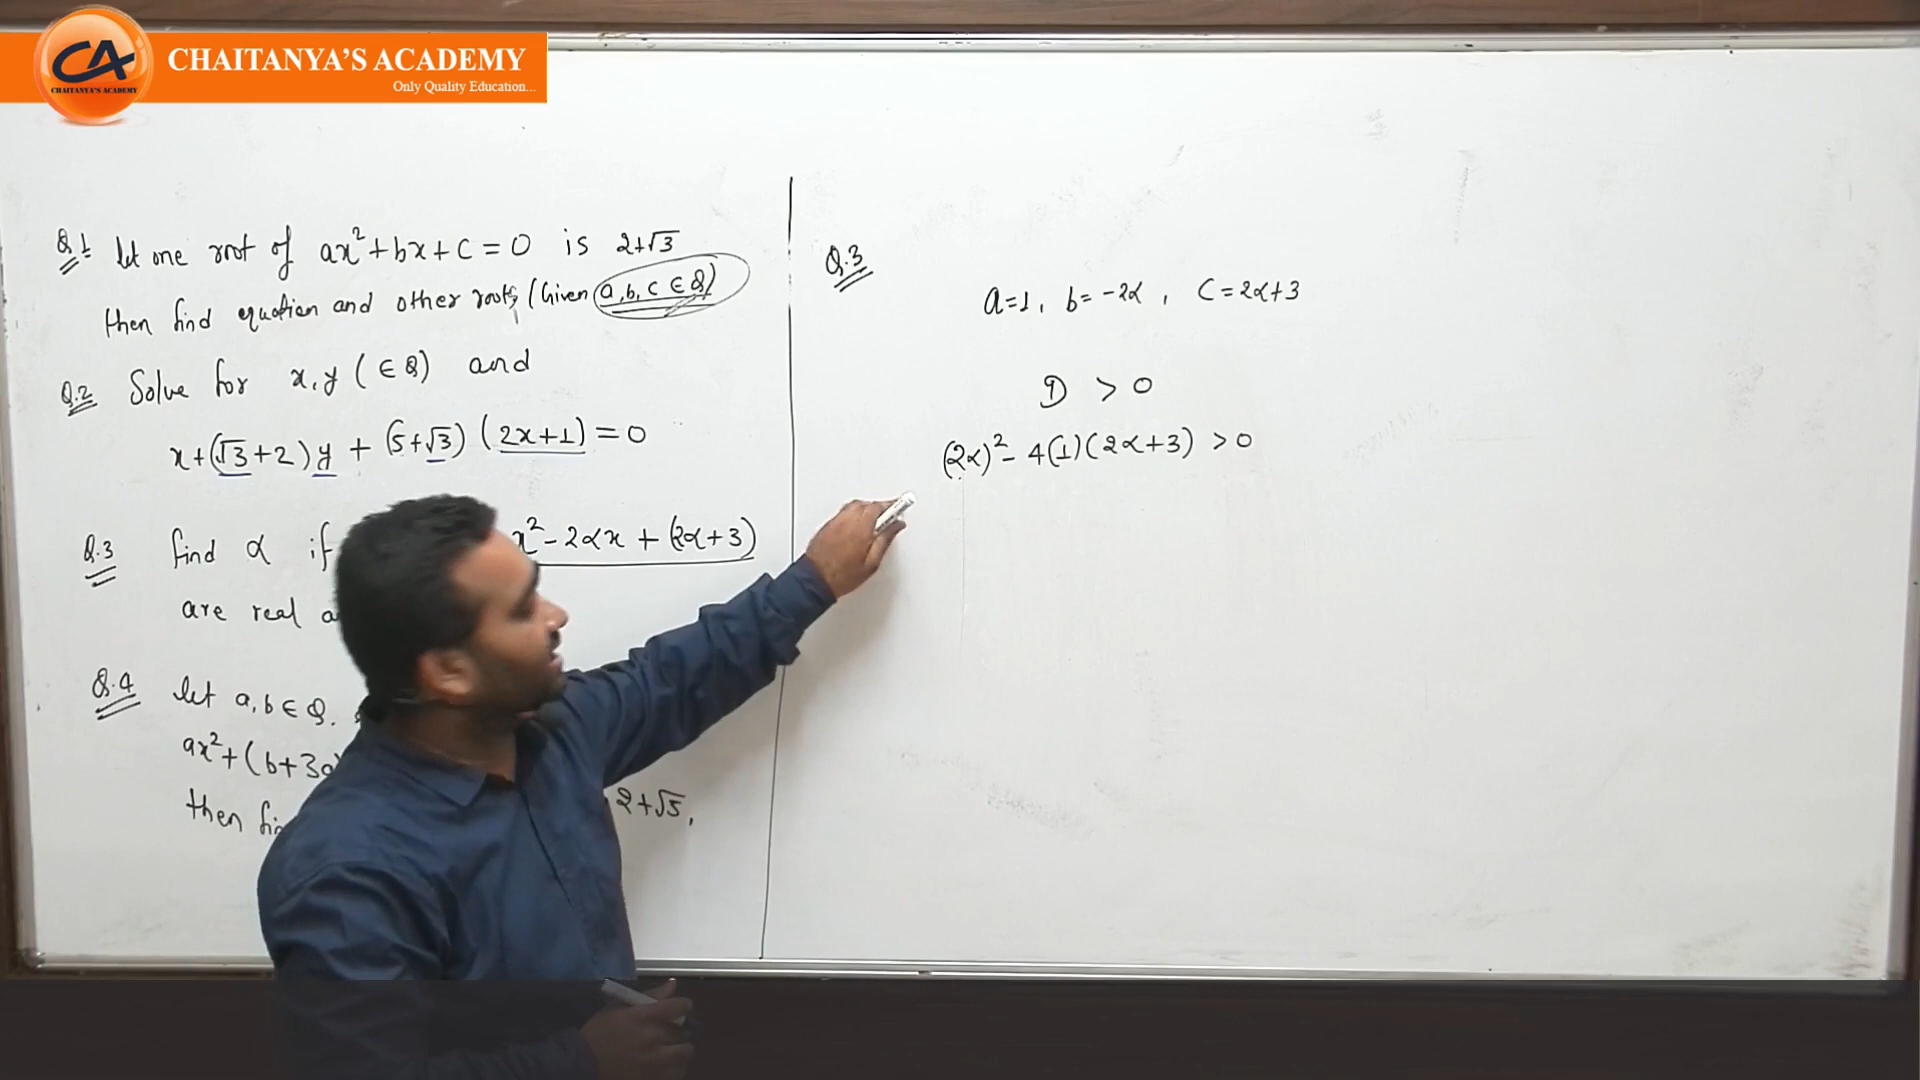 CHAITANYA'S ACADEMY
Only Quality Education...
CA
CHAITANYA'S ACADEMY
Q.1 let one root of ax²+bx+c=0 is 2+√3
then find equation and other roots (Given a,b,c ∈ Q)
Q.2 Solve for x,y (∈Q) and
x+(√3+2)y + (5+√3) (2x+1)=0
Q.3 find α if x²-2αx+(2α+3)
are real
Q.4 let a,b ∈ Q.
ax²+(b+3a
then 2+√5,
Q.3
a=1, b=-2α, C=2α+3
D > 0
(2α)²-4(1)(2α+3) >0